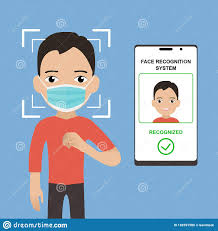 FACE RECOGNITION
SYSTEM
RECOGNIZED
dreamstime.com